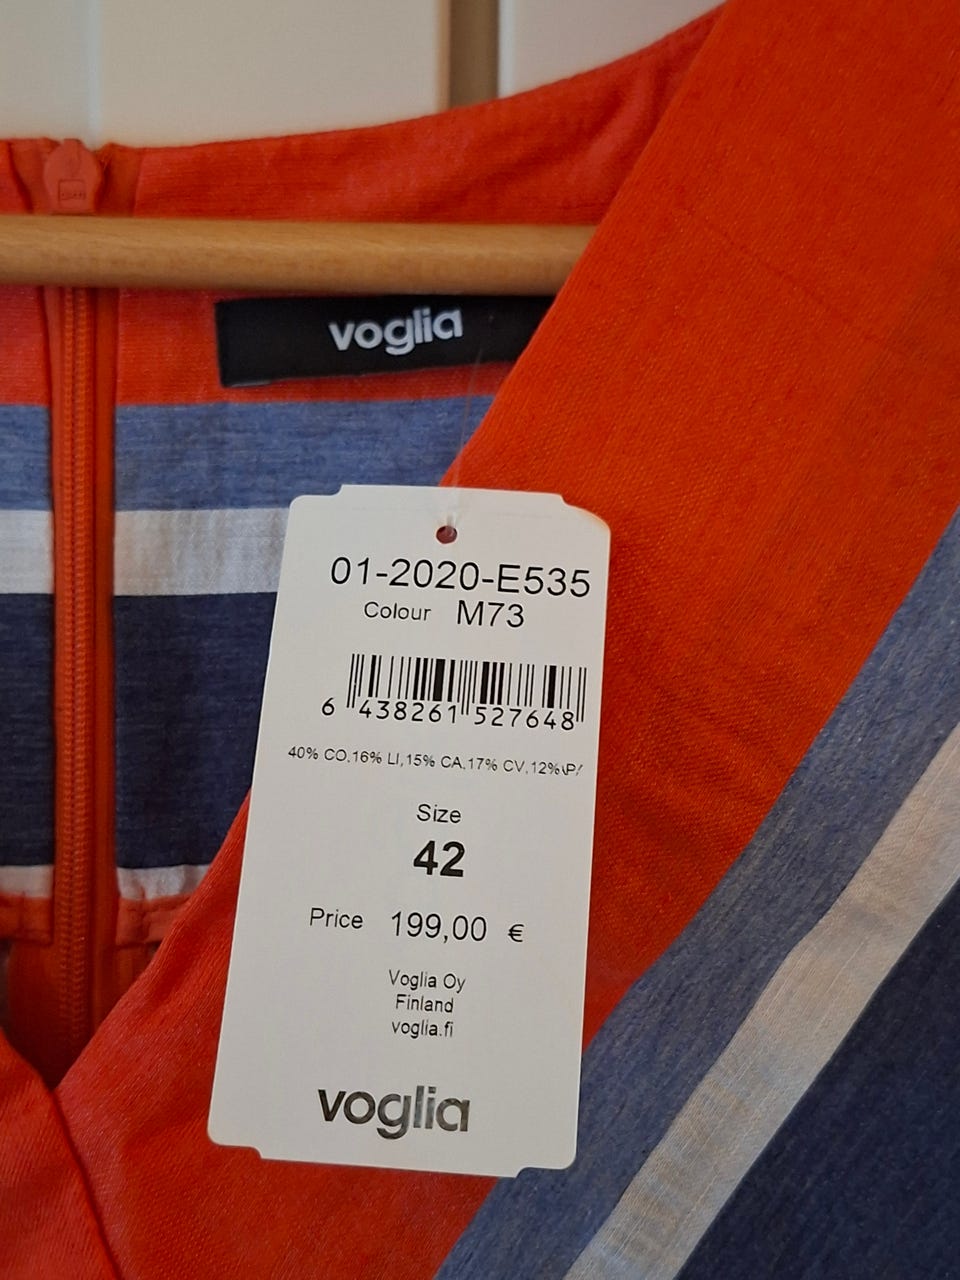 voglia
01-2020-E535
Colour M73
6 438261 527648
40% CO,16% LI,15% CA,17% CV,12%
Size
42
Price 199,00 €
Voglia Oy
Finland
voglia.fi
voglia